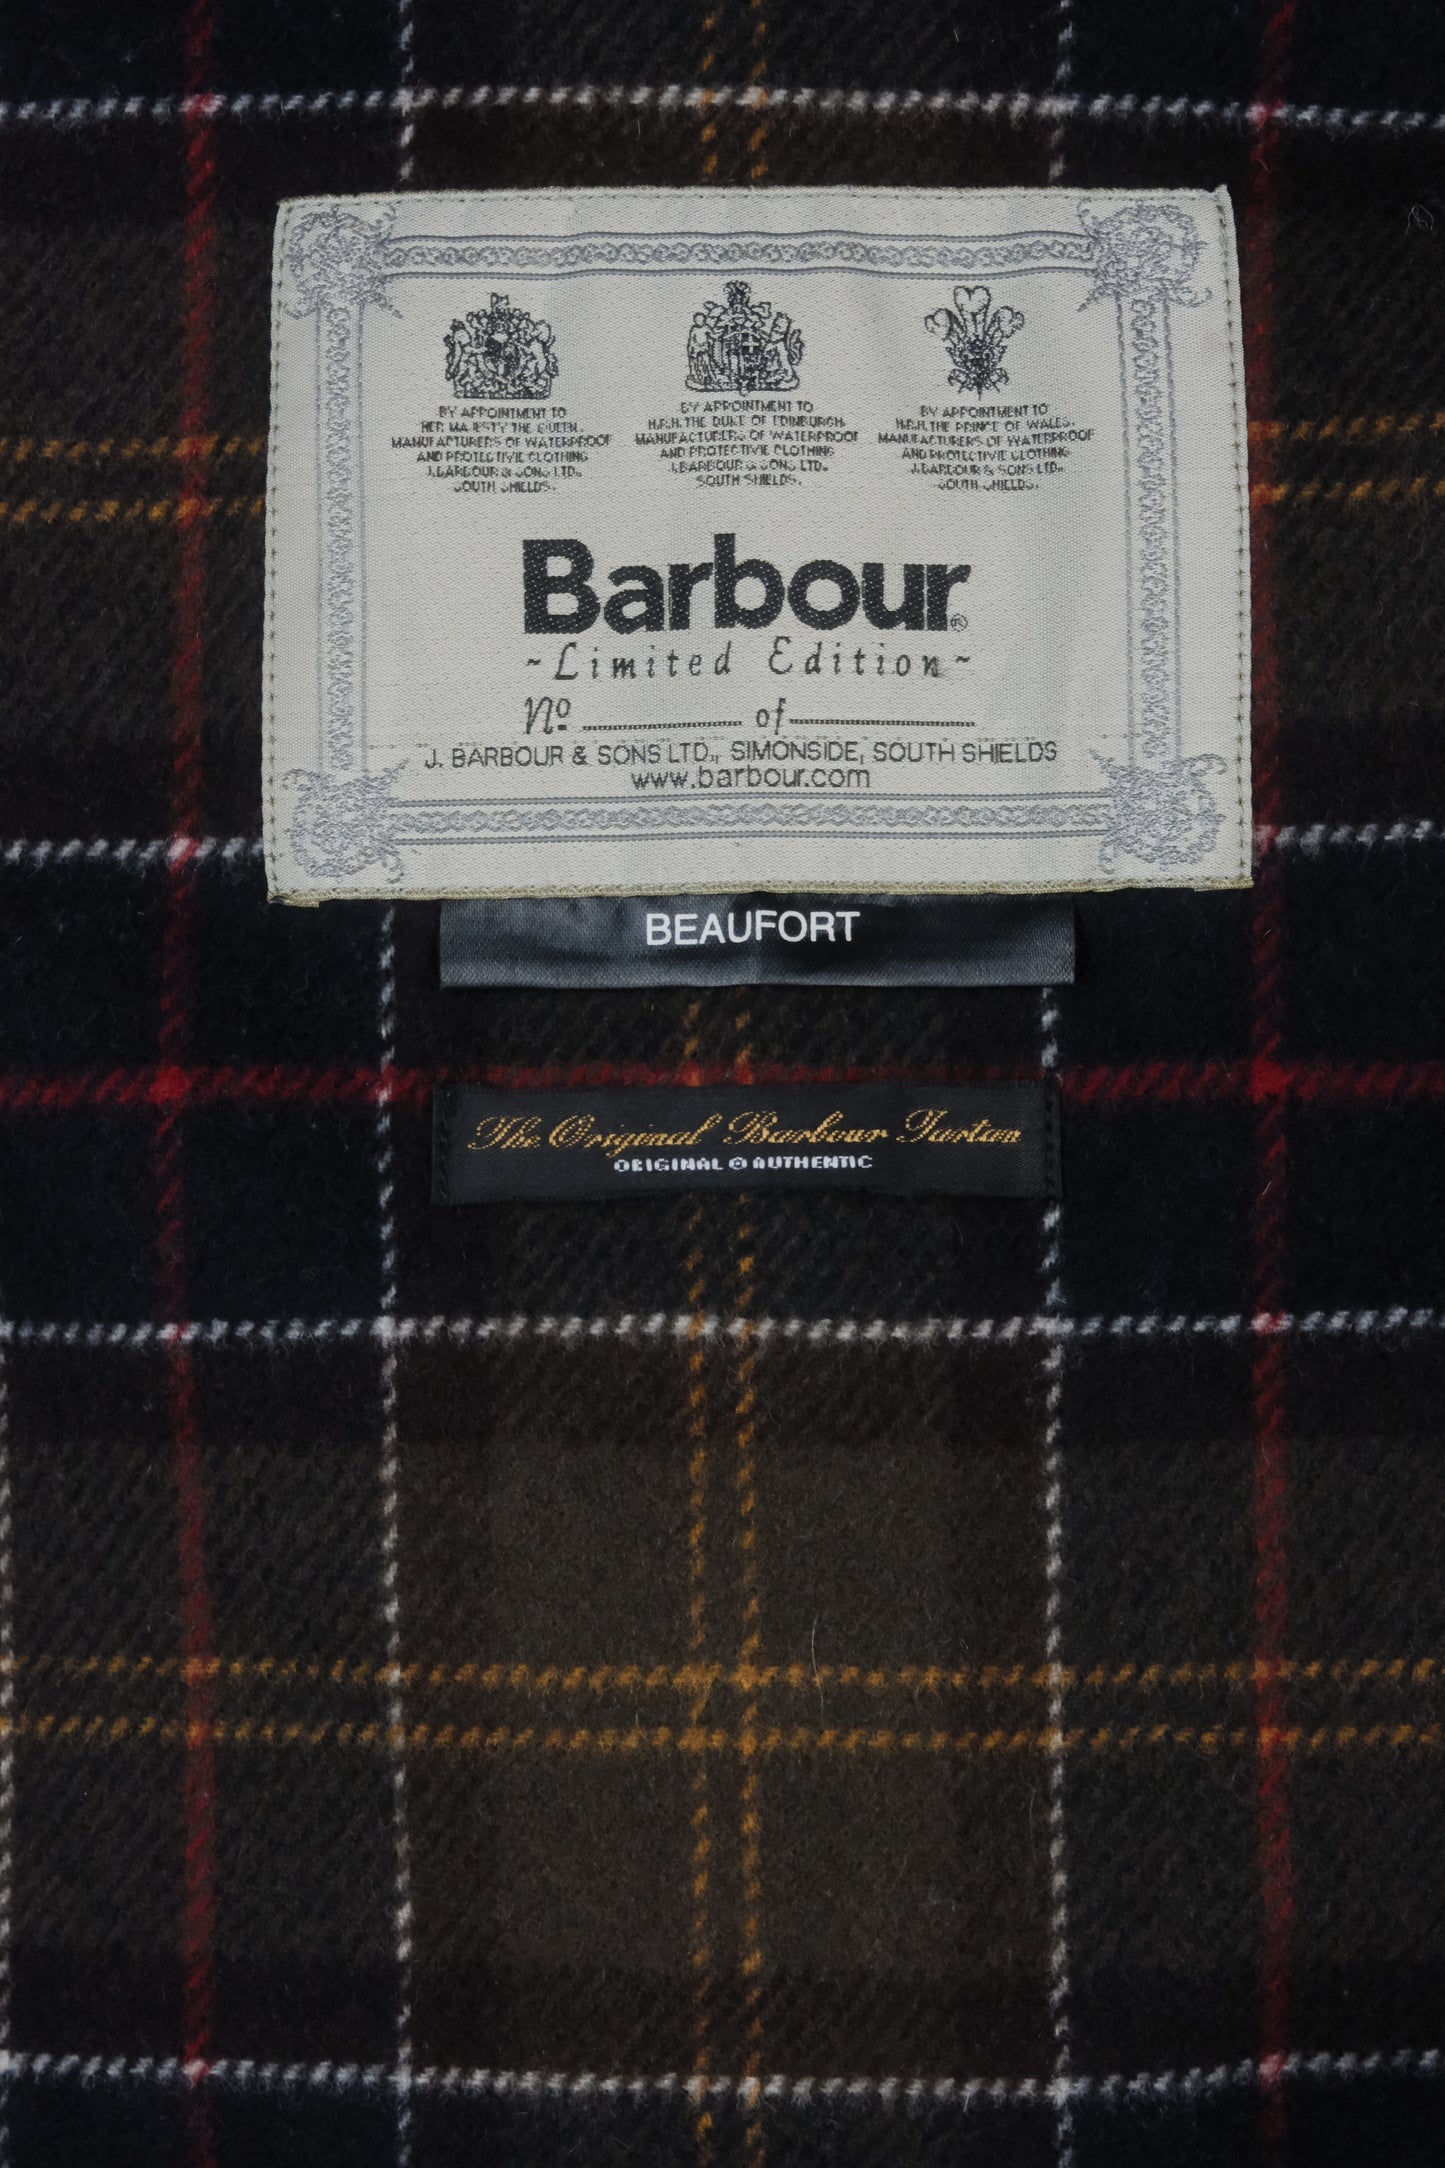 BY APPOINTMENT TO
HER MAJESTY THE QUEEN.
MANUFACTURERS OF WATERPROOF
AND PROTECTIVE CLOTHING
J.BARBOUR & SONS LTD.
SOUTH SHIELDS.
BY APPOINTMENT TO
H.R.H. THE DUKE OF EDINBURGH.
MANUFACTURERS OF WATERPROOF
AND PROTECTIVE CLOTHING
J.BARBOUR & SONS LTD.
SOUTH SHIELDS.
BY APPOINTMENT TO
H.R.H. THE PRINCE OF WALES.
MANUFACTURERS OF WATERPROOF
AND PROTECTIVE CLOTHING
J.BARBOUR & SONS LTD.
SOUTH SHIELDS.
Barbour®
~Limited Edition~
Nº ________ of ________
J. BARBOUR & SONS LTD., SIMONSIDE, SOUTH SHIELDS
www.barbour.com
BEAUFORT
The Original Barbour Tartan
ORIGINAL @ AUTHENTIC